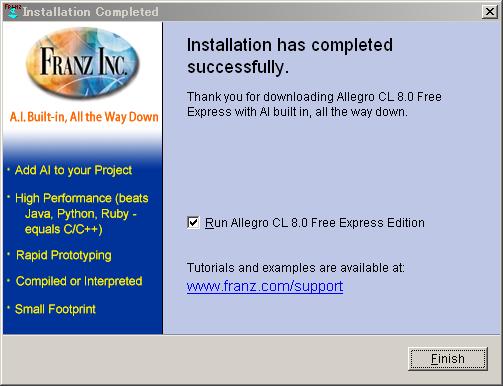 FRANZ
Installation Completed
FRANZ INC.
A.I. Built-in, All the Way Down
· Add AI to your Project
· High Performance (beats
Java, Python, Ruby -
equals C/C++)
· Rapid Prototyping
· Compiled or Interpreted
· Small Footprint
Installation has completed
successfully.
Thank you for downloading Allegro CL 8.0 Free
Express with AI built in, all the way down.
Run Allegro CL 8.0 Free Express Edition
Tutorials and examples are available at:
www.franz.com/support
Finish